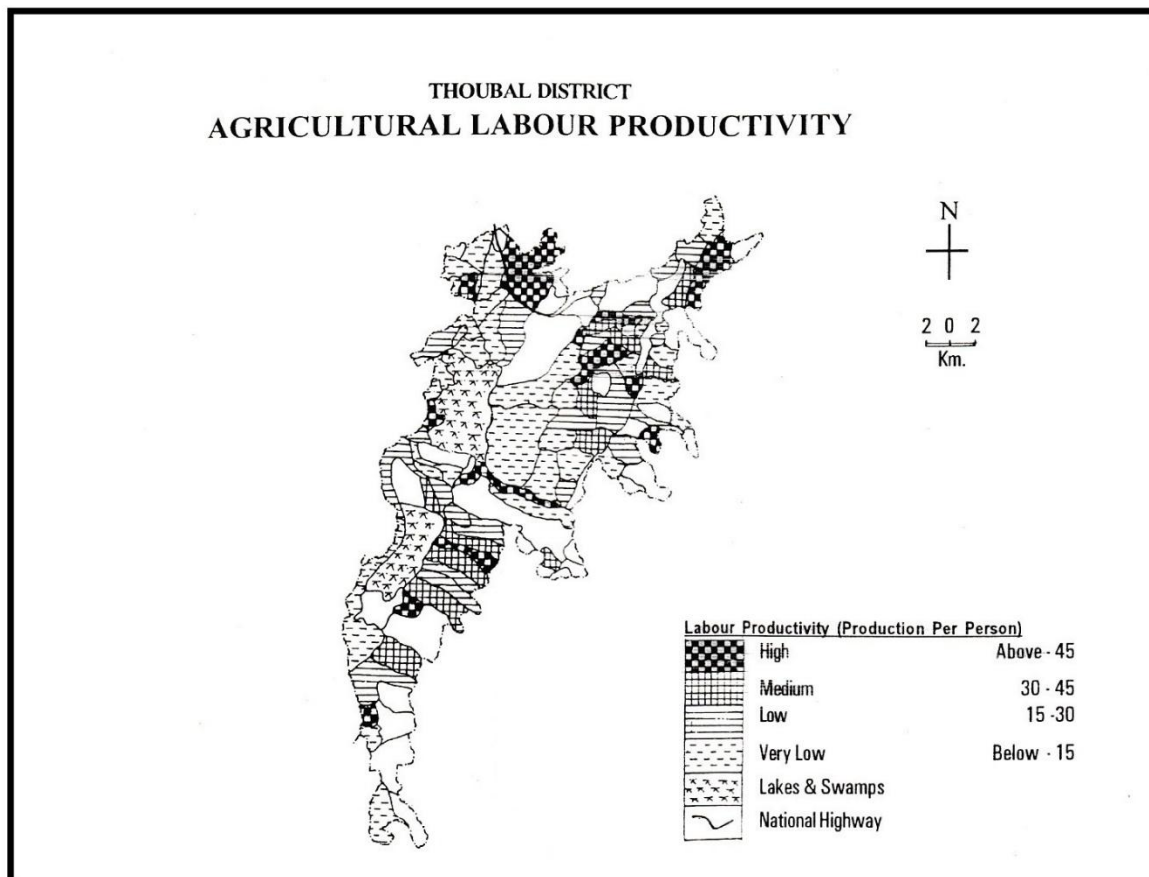 THOUBAL DISTRICT
AGRICULTURAL LABOUR PRODUCTIVITY
N
2 0 2
Km.
Labour Productivity (Production Per Person)
High Above - 45
Medium 30 - 45
Low 15 -30
Very Low Below - 15
Lakes & Swamps
National Highway